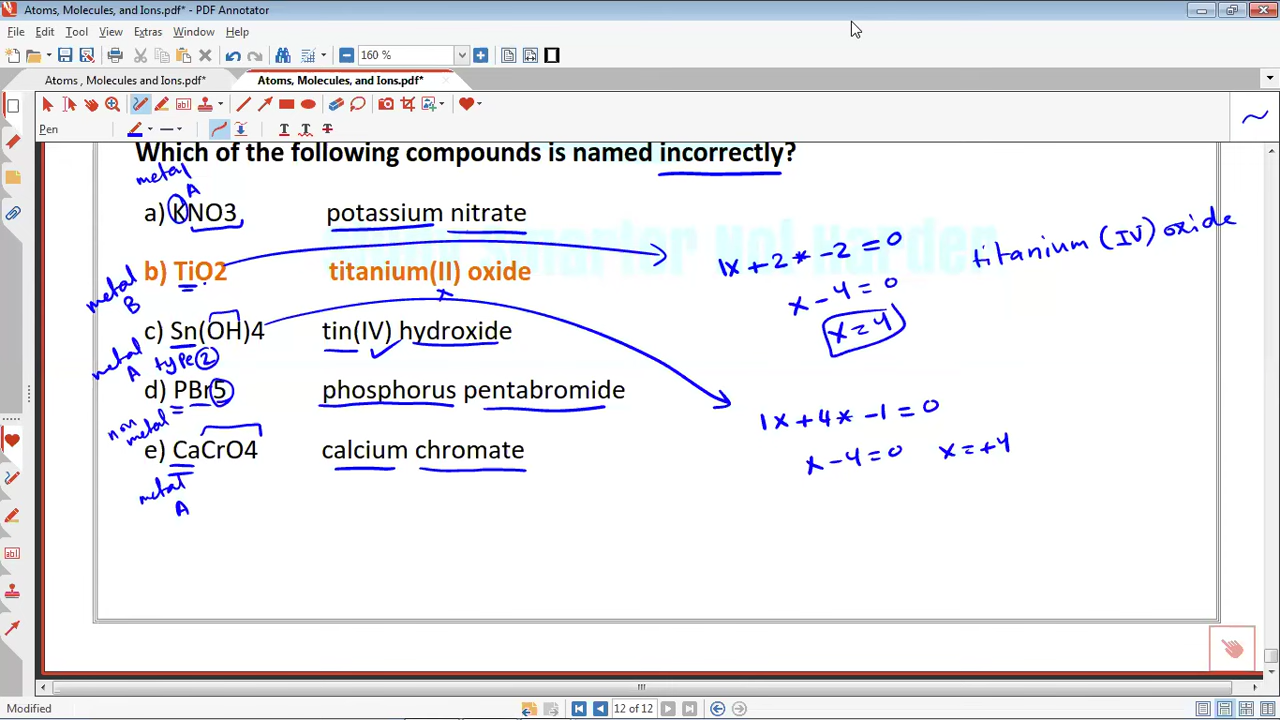 Atoms, Molecules, and Ions.pdf* - PDF Annotator
File Edit Tool View Extras Window Help
160 %
Atoms , Molecules and Ions.pdf*
Atoms, Molecules, and Ions.pdf*
Pen
Which of the following compounds is named incorrectly?
metal
A
a) KNO3 potassium nitrate
b) TiO2 titanium(II) oxide
x
metal
B
c) Sn(OH)4 tin(IV) hydroxide
metal
A type 2
d) PBr5 phosphorus pentabromide
non
metal
e) CaCrO4 calcium chromate
metal
A
1x + 2* -2 = 0
x - 4 = 0
x = 4
titanium (IV) oxide
1x + 4* -1 = 0
x - 4 = 0 x = +4
Modified
12 of 12